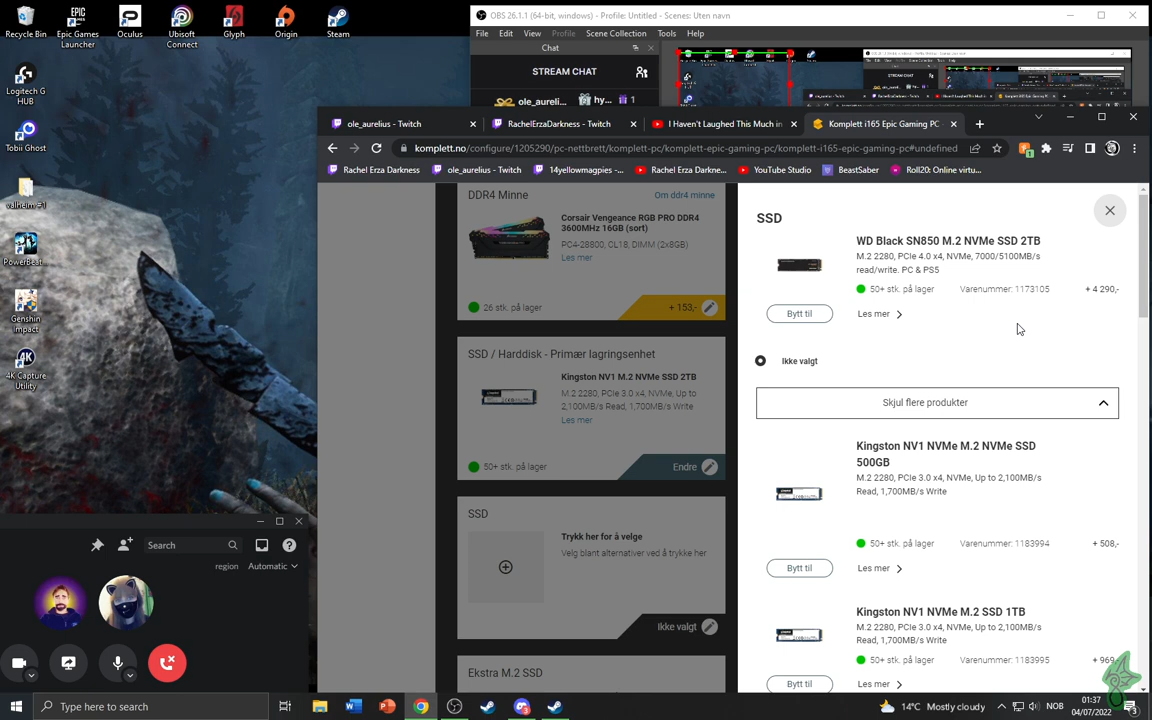 Recycle Bin
Epic Games Launcher
Oculus
Ubisoft Connect
Glyph
Origin
Steam
Logitech G HUB
Tobii Ghost
valheim #1
PowerBeat
Genshin Impact
4K Capture Utility
OBS 26.1.1 (64-bit, windows) - Profile: Untitled - Scenes: Uten navn
File Edit View Profile Scene Collection Tools Help
Chat
STREAM CHAT
ole_aureli... hy... 1
ole_aurelius - Twitch
RachelErzaDarkness - Twitch
I Haven't Laughed This Much in
Komplett i165 Epic Gaming PC -
komplett.no/configure/1205290/pc-nettbrett/komplett-pc/komplett-epic-gaming-pc/komplett-i165-epic-gaming-pc#undefined
Rachel Erza Darkness
ole_aurelius - Twitch
14yellowmagpies -...
Rachel Erza Darkne...
YouTube Studio
BeastSaber
Roll20: Online virtu...
DDR4 Minne
Om ddr4 minne
Corsair Vengeance RGB PRO DDR4 3600MHz 16GB (sort)
PC4-28800, CL18, DIMM (2x8GB)
Les mer
26 stk. på lager
+ 153,-
SSD / Harddisk - Primær lagringsenhet
Kingston NV1 M.2 NVMe SSD 2TB
M.2 2280, PCIe 3.0 x4, NVMe, Up to
2,100MB/s Read, 1,700MB/s Write
Les mer
50+ stk. på lager
Endre
SSD
Trykk her for å velge
Velg blant alternativer ved å trykke her
Ikke valgt
Ekstra M.2 SSD
SSD
WD Black SN850 M.2 NVMe SSD 2TB
M.2 2280, PCIe 4.0 x4, NVMe, 7000/5100MB/s
read/write. PC & PS5
50+ stk. på lager Varenummer: 1173105 + 4 290,-
Bytt til
Les mer
Ikke valgt
Skjul flere produkter
Kingston NV1 NVMe M.2 NVMe SSD
500GB
M.2 2280, PCIe 3.0 x4, NVMe, Up to 2,100MB/s
Read, 1,700MB/s Write
50+ stk. på lager Varenummer: 1183994 + 508,-
Bytt til
Les mer
Kingston NV1 NVMe M.2 SSD 1TB
M.2 2280, PCIe 3.0 x4, NVMe, Up to 2,100MB/s
Read, 1,700MB/s Write
50+ stk. på lager Varenummer: 1183995 + 969,-
Bytt til
Les mer
Search
region Automatic
Type here to search
14°C Mostly cloudy
NOB
01:37
04/07/2022
3